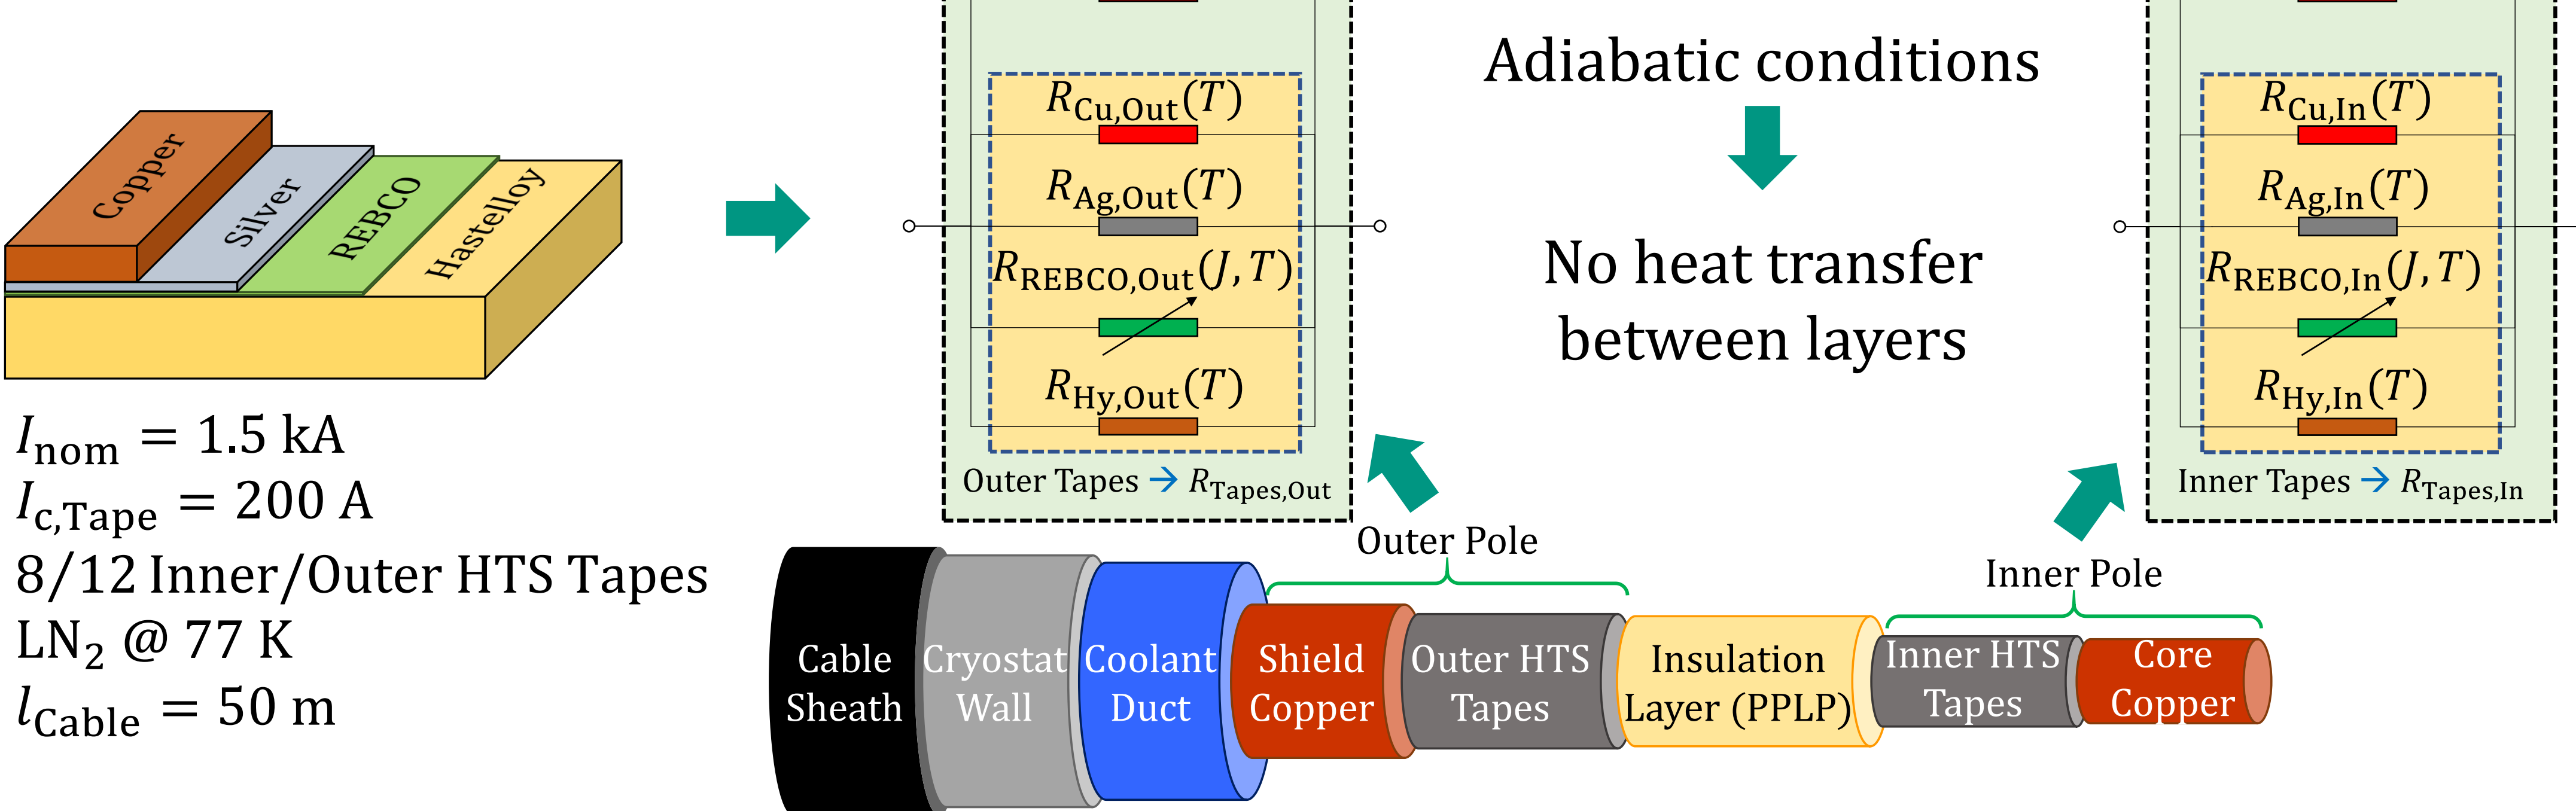 Copper
Silver
REBCO
Hastelloy
I_nom = 1.5 kA
I_c,Tape = 200 A
8/12 Inner/Outer HTS Tapes
LN₂ @ 77 K
l_Cable = 50 m
R_Cu,Out(T)
R_Ag,Out(T)
R_REBCO,Out(J, T)
R_Hy,Out(T)
Outer Tapes → R_Tapes,Out
Adiabatic conditions
No heat transfer
between layers
R_Cu,In(T)
R_Ag,In(T)
R_REBCO,In(J, T)
R_Hy,In(T)
Inner Tapes → R_Tapes,In
Outer Pole
Inner Pole
Cable
Sheath
Cryostat
Wall
Coolant
Duct
Shield
Copper
Outer HTS
Tapes
Insulation
Layer (PPLP)
Inner HTS
Tapes
Core
Copper